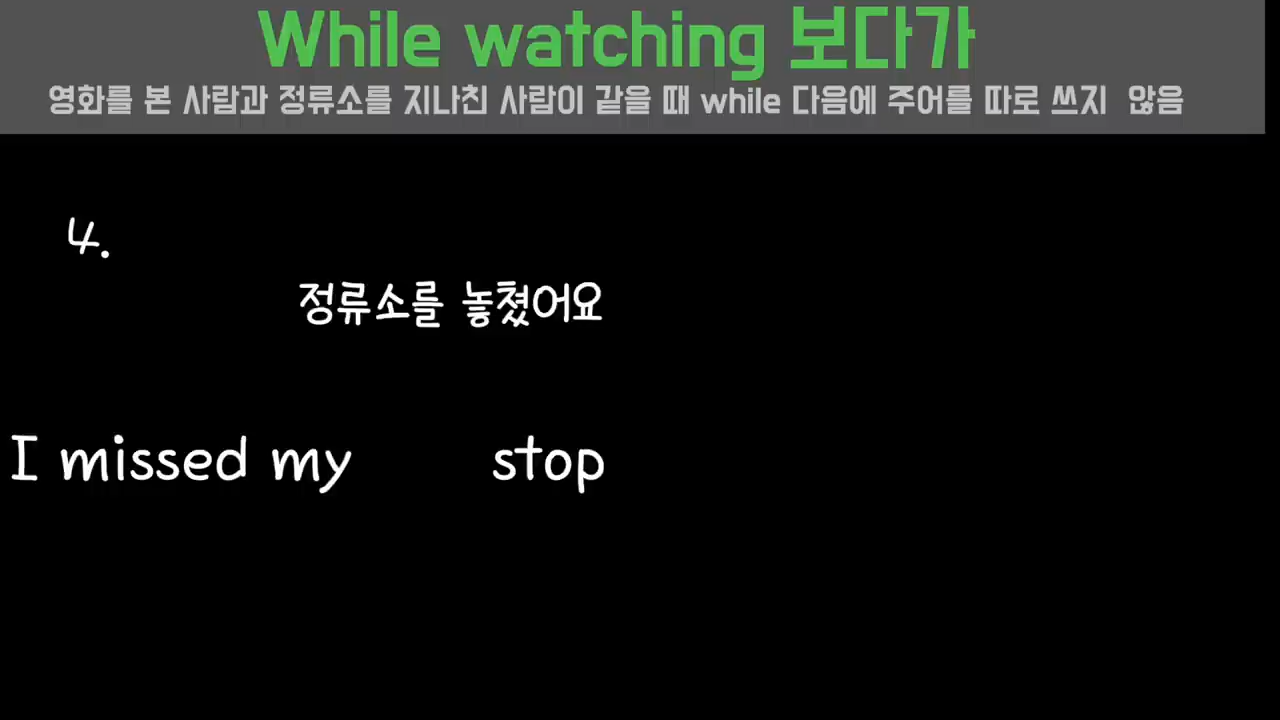 While watching 보다가
영화를 본 사람과 정류소를 지나친 사람이 같을 때 while 다음에 주어를 따로 쓰지 않음
4.
정류소를 놓쳤어요
I missed my stop